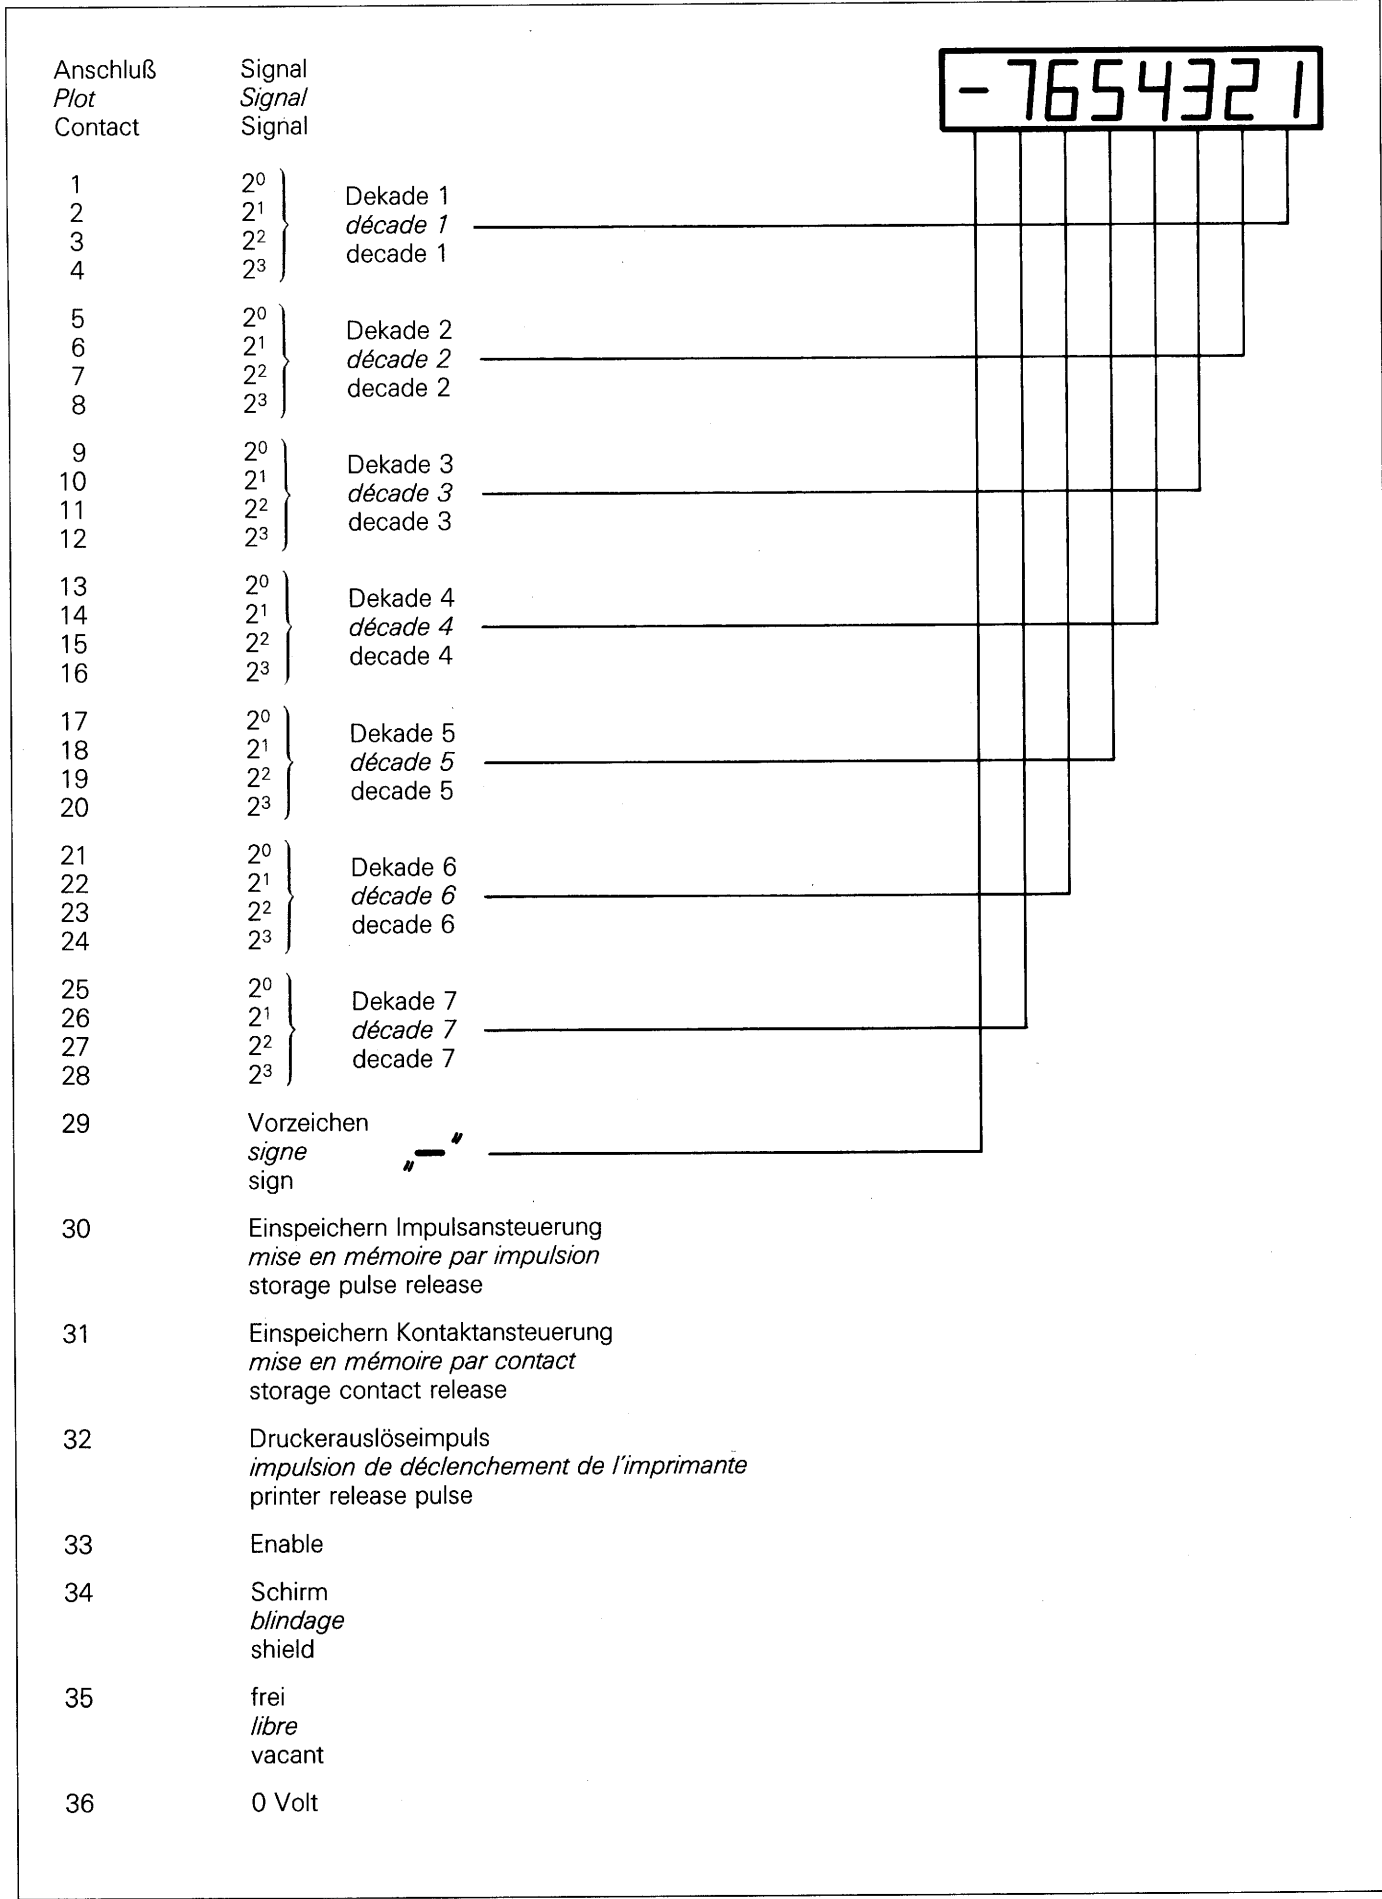 Anschluß Signal
Plot Signal
Contact Signal
-7654321
1 2⁰
2 2¹
3 2²
4 2³
Dekade 1
décade 1
decade 1
5 2⁰
6 2¹
7 2²
8 2³
Dekade 2
décade 2
decade 2
9 2⁰
10 2¹
11 2²
12 2³
Dekade 3
décade 3
decade 3
13 2⁰
14 2¹
15 2²
16 2³
Dekade 4
décade 4
decade 4
17 2⁰
18 2¹
19 2²
20 2³
Dekade 5
décade 5
decade 5
21 2⁰
22 2¹
23 2²
24 2³
Dekade 6
décade 6
decade 6
25 2⁰
26 2¹
27 2²
28 2³
Dekade 7
décade 7
decade 7
29 Vorzeichen
signe „–”
sign
30 Einspeichern Impulsansteuerung
mise en mémoire par impulsion
storage pulse release
31 Einspeichern Kontaktansteuerung
mise en mémoire par contact
storage contact release
32 Druckerauslöseimpuls
impulsion de déclenchement de l'imprimante
printer release pulse
33 Enable
34 Schirm
blindage
shield
35 frei
libre
vacant
36 0 Volt